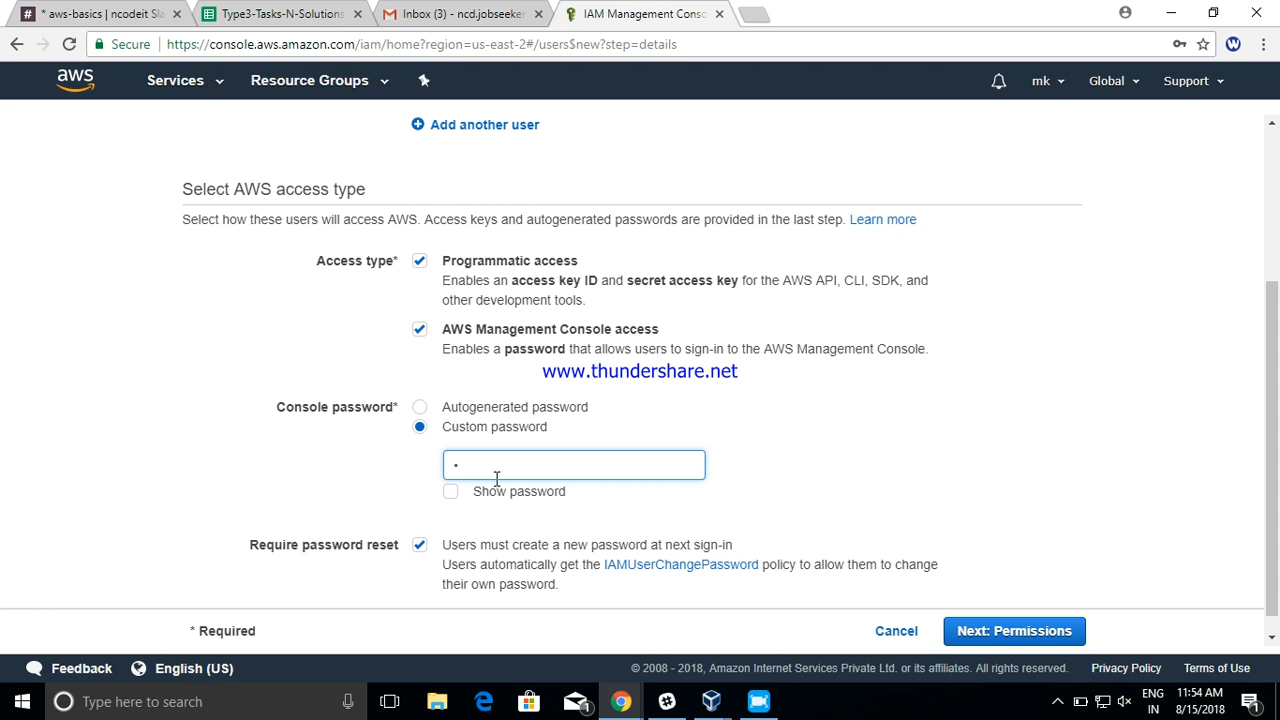 * aws-basics | ncodeit Sla
Type3-Tasks-N-Solutions
Inbox (3) - ncd.jobseeker
IAM Management Conso
Secure
https://console.aws.amazon.com/iam/home?region=us-east-2#/users$new?step=details
aws
Services
Resource Groups
mk
Global
Support
Add another user
Select AWS access type
Select how these users will access AWS. Access keys and autogenerated passwords are provided in the last step. Learn more
Access type*
Programmatic access
Enables an access key ID and secret access key for the AWS API, CLI, SDK, and
other development tools.
AWS Management Console access
Enables a password that allows users to sign-in to the AWS Management Console.
www.thundershare.net
Console password*
Autogenerated password
Custom password
•
Show password
Require password reset
Users must create a new password at next sign-in
Users automatically get the IAMUserChangePassword policy to allow them to change
their own password.
* Required
Cancel
Next: Permissions
Feedback
English (US)
© 2008 - 2018, Amazon Internet Services Private Ltd. or its affiliates. All rights reserved.
Privacy Policy
Terms of Use
Type here to search
1
ENG
IN
11:54 AM
8/15/2018
1